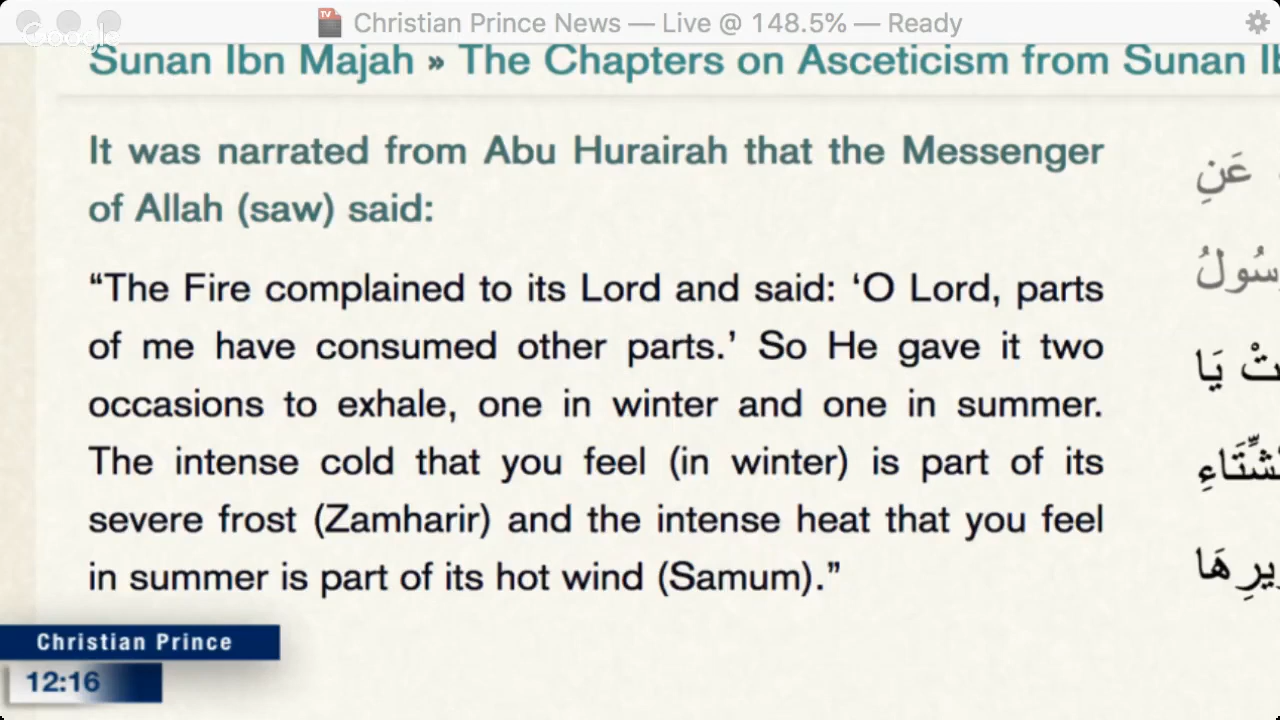 Christian Prince News — Live @ 148.5% — Ready
Google
Sunan Ibn Majah » The Chapters on Asceticism from Sunan
It was narrated from Abu Hurairah that the Messenger
of Allah (saw) said:
عَنِ
“The Fire complained to its Lord and said: ‘O Lord, parts
of me have consumed other parts.’ So He gave it two
يَا
occasions to exhale, one in winter and one in summer.
The intense cold that you feel (in winter) is part of its
severe frost (Zamharir) and the intense heat that you feel
in summer is part of its hot wind (Samum).”
Christian Prince
12:16